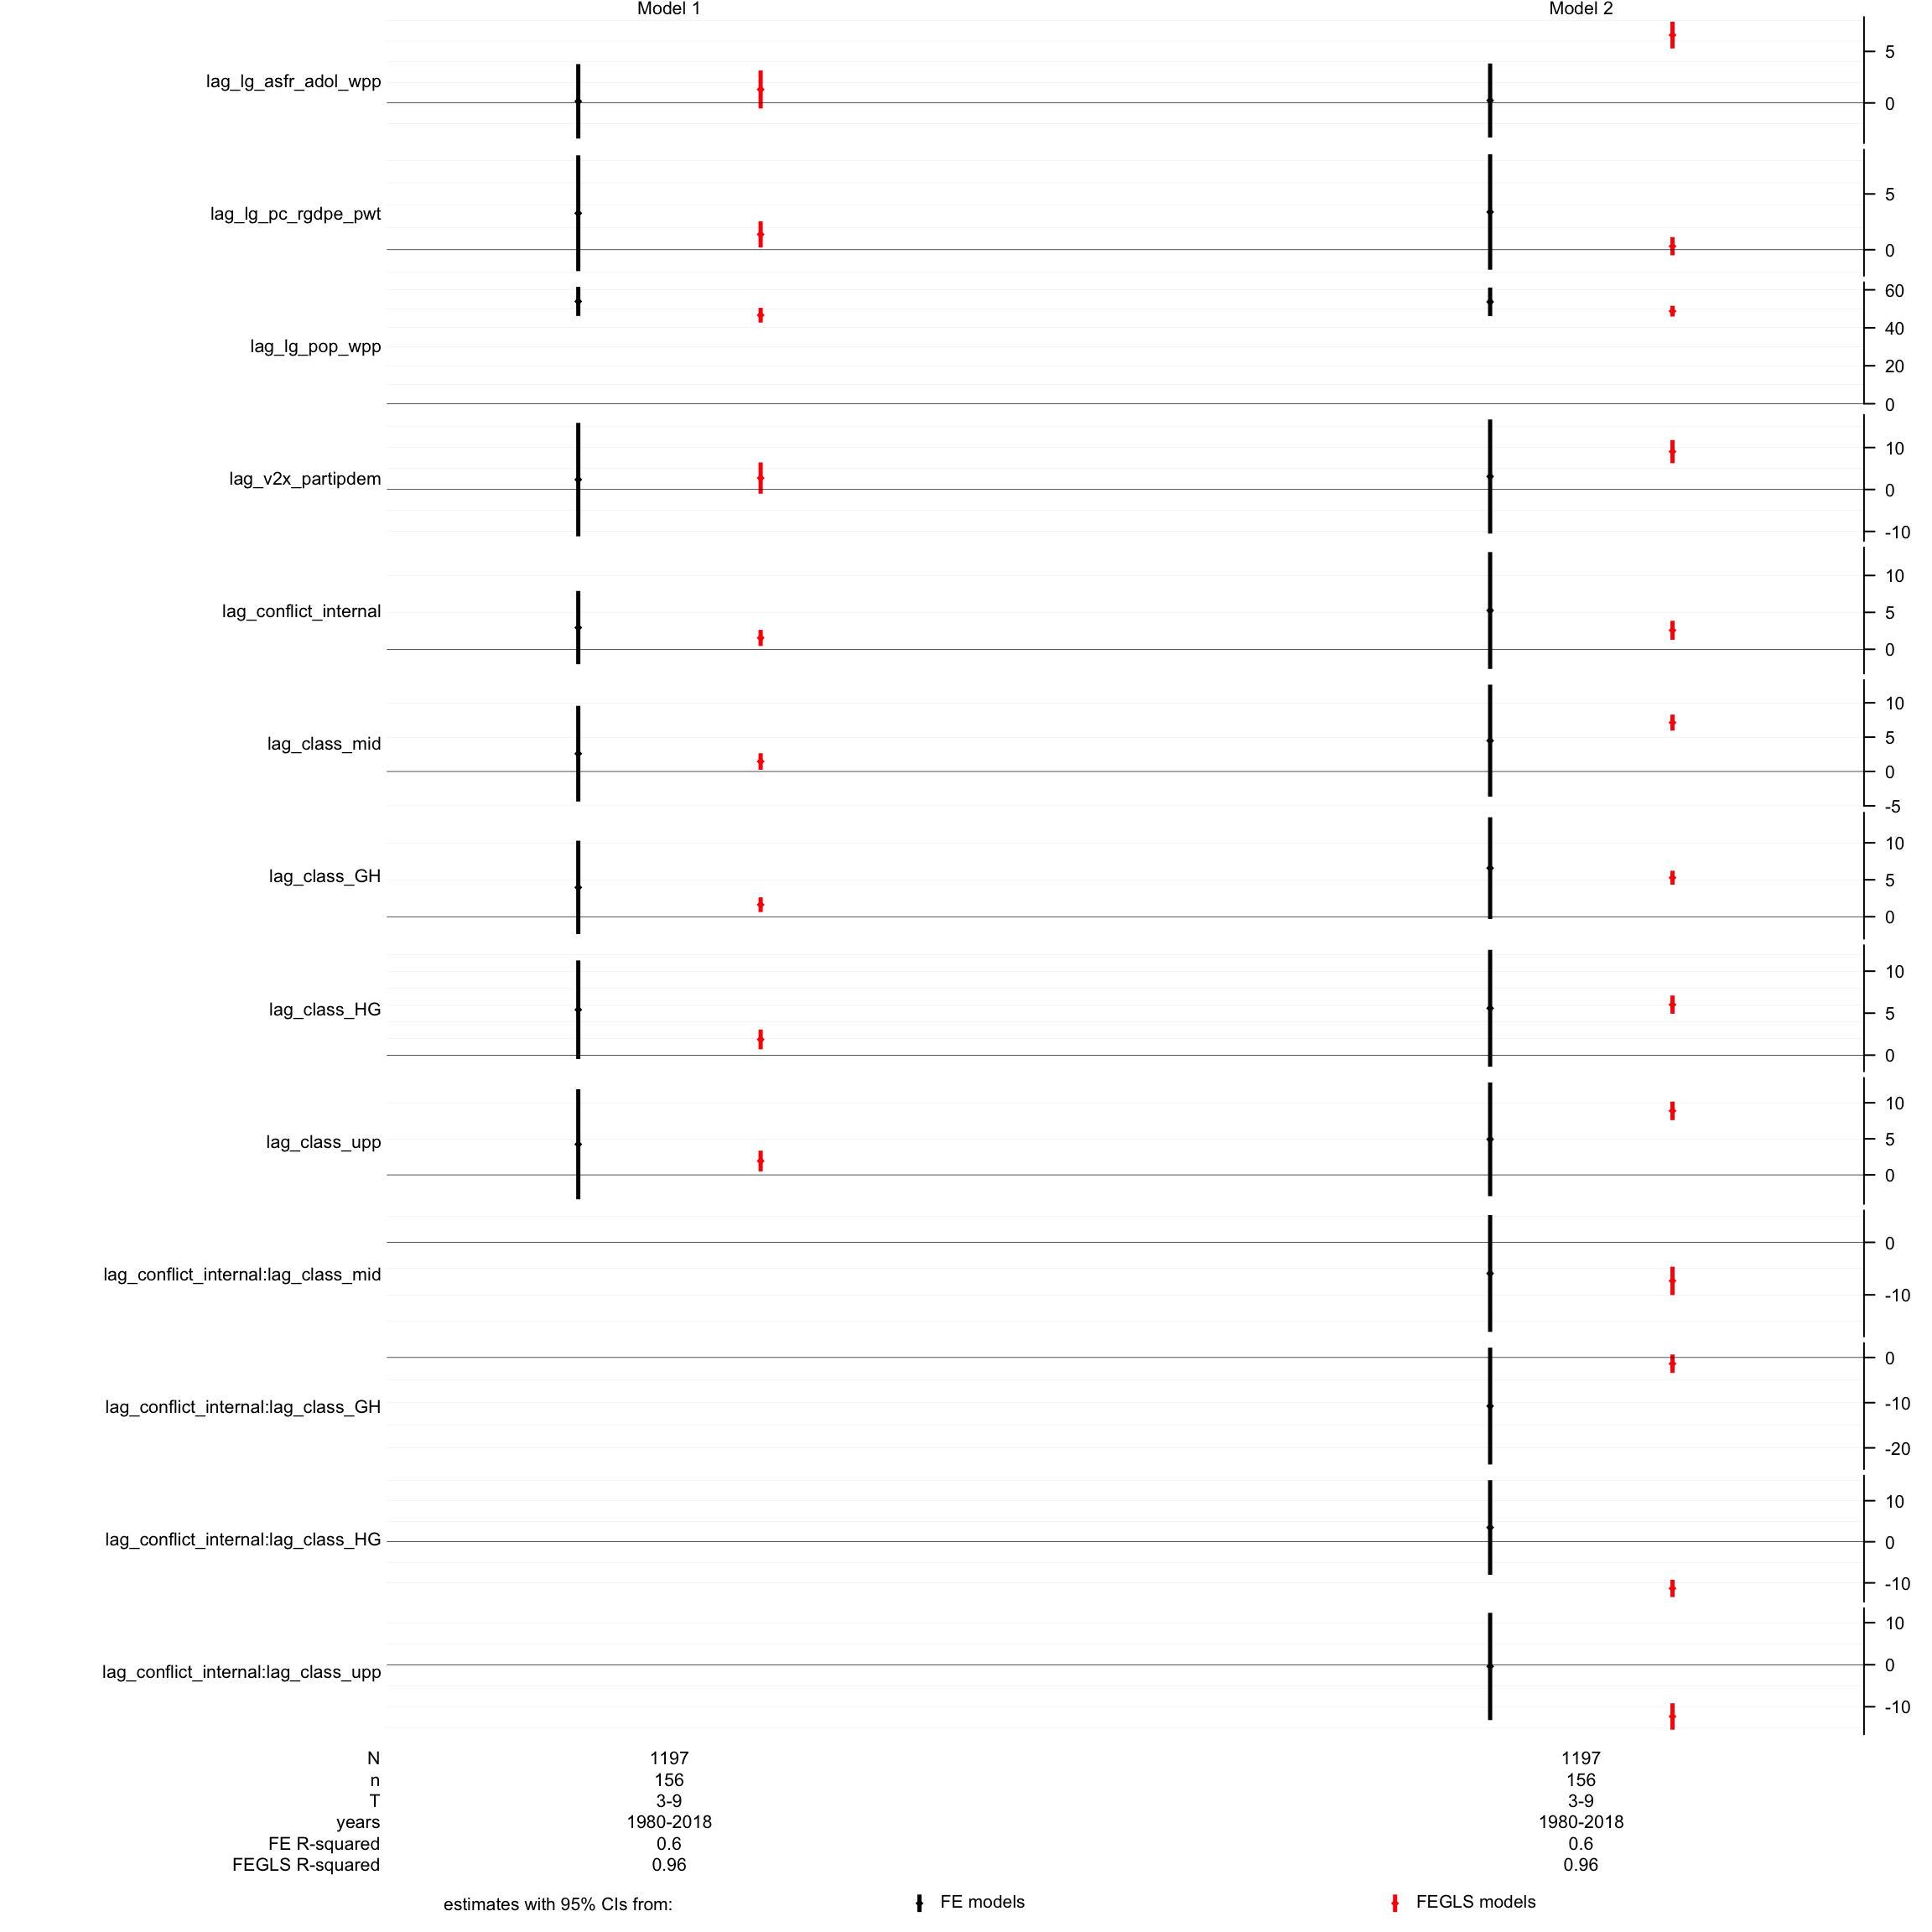 Model 1 Model 2
lag_lg_asfr_adol_wpp
5
0
lag_lg_pc_rgdpe_pwt
5
0
lag_lg_pop_wpp
60
40
20
0
lag_v2x_partipdem
10
0
-10
lag_conflict_internal
10
5
0
lag_class_mid
10
5
0
-5
lag_class_GH
10
5
0
lag_class_HG
10
5
0
lag_class_upp
10
5
0
lag_conflict_internal:lag_class_mid
0
-10
lag_conflict_internal:lag_class_GH
0
-10
-20
lag_conflict_internal:lag_class_HG
10
0
-10
lag_conflict_internal:lag_class_upp
10
0
-10
N 1197 1197
n 156 156
T 3-9 3-9
years 1980-2018 1980-2018
FE R-squared 0.6 0.6
FEGLS R-squared 0.96 0.96
estimates with 95% CIs from: FE models FEGLS models